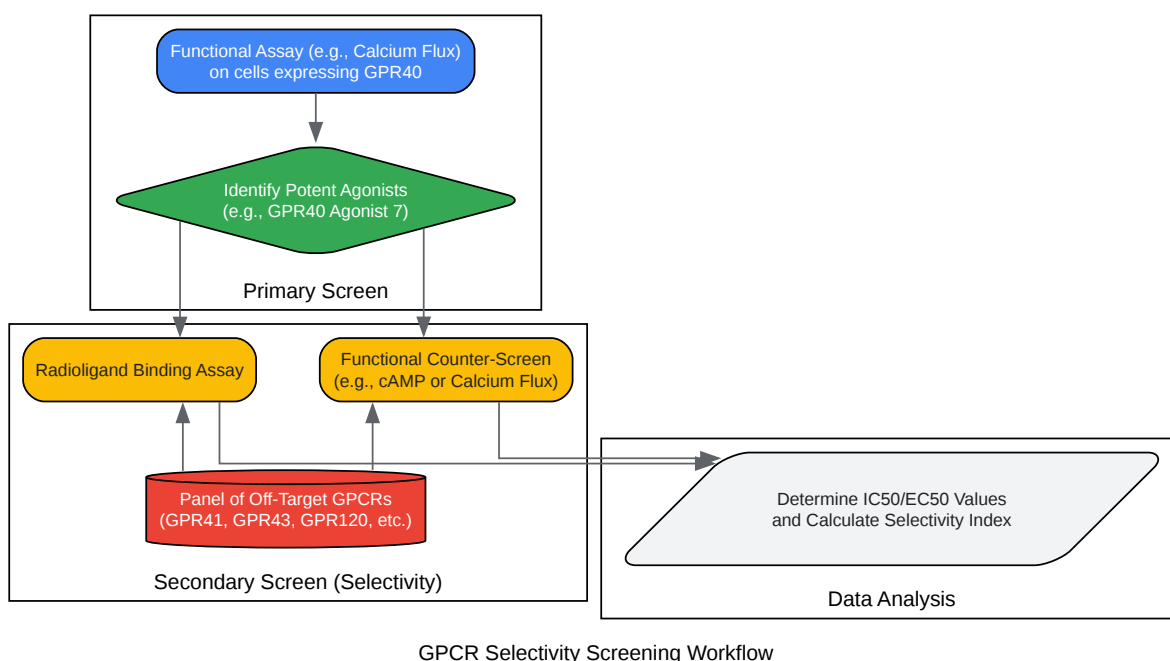 Functional Assay (e.g., Calcium Flux)
on cells expressing GPR40
Identify Potent Agonists
(e.g., GPR40 Agonist 7)
Primary Screen
Radioligand Binding Assay
Functional Counter-Screen
(e.g., cAMP or Calcium Flux)
Panel of Off-Target GPCRs
(GPR41, GPR43, GPR120, etc.)
Secondary Screen (Selectivity)
Determine IC50/EC50 Values
and Calculate Selectivity Index
Data Analysis
GPCR Selectivity Screening Workflow